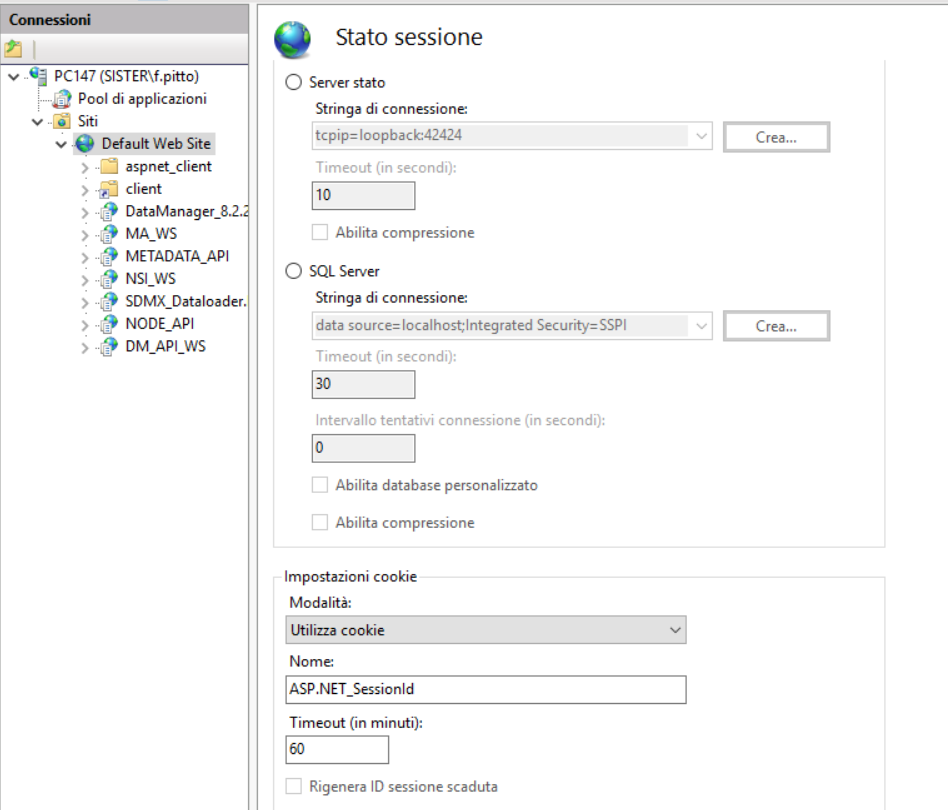 Connessioni
PC147 (SISTER\f.pitto)
Pool di applicazioni
Siti
Default Web Site
aspnet_client
client
DataManager_8.2.2
MA_WS
METADATA_API
NSI_WS
SDMX_Dataloader.
NODE_API
DM_API_WS
Stato sessione
Server stato
Stringa di connessione:
tcpip=loopback:42424
Crea...
Timeout (in secondi):
10
Abilita compressione
SQL Server
Stringa di connessione:
data source=localhost;Integrated Security=SSPI
Crea...
Timeout (in secondi):
30
Intervallo tentativi connessione (in secondi):
0
Abilita database personalizzato
Abilita compressione
Impostazioni cookie
Modalità:
Utilizza cookie
Nome:
ASP.NET_SessionId
Timeout (in minuti):
60
Rigenera ID sessione scaduta